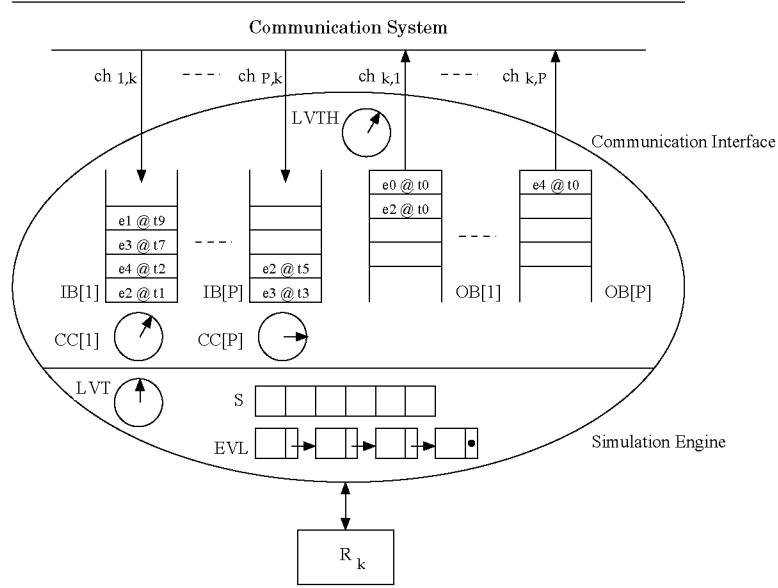 Communication System
ch 1,k
ch P,k
ch k,1
ch k,P
LVTH
Communication Interface
e1 @ t9
e3 @ t7
e4 @ t2
e2 @ t1
e2 @ t5
e3 @ t3
e0 @ t0
e2 @ t0
e4 @ t0
IB[1]
IB[P]
OB[1]
OB[P]
CC[1]
CC[P]
LVT
S
EVL
Simulation Engine
R k